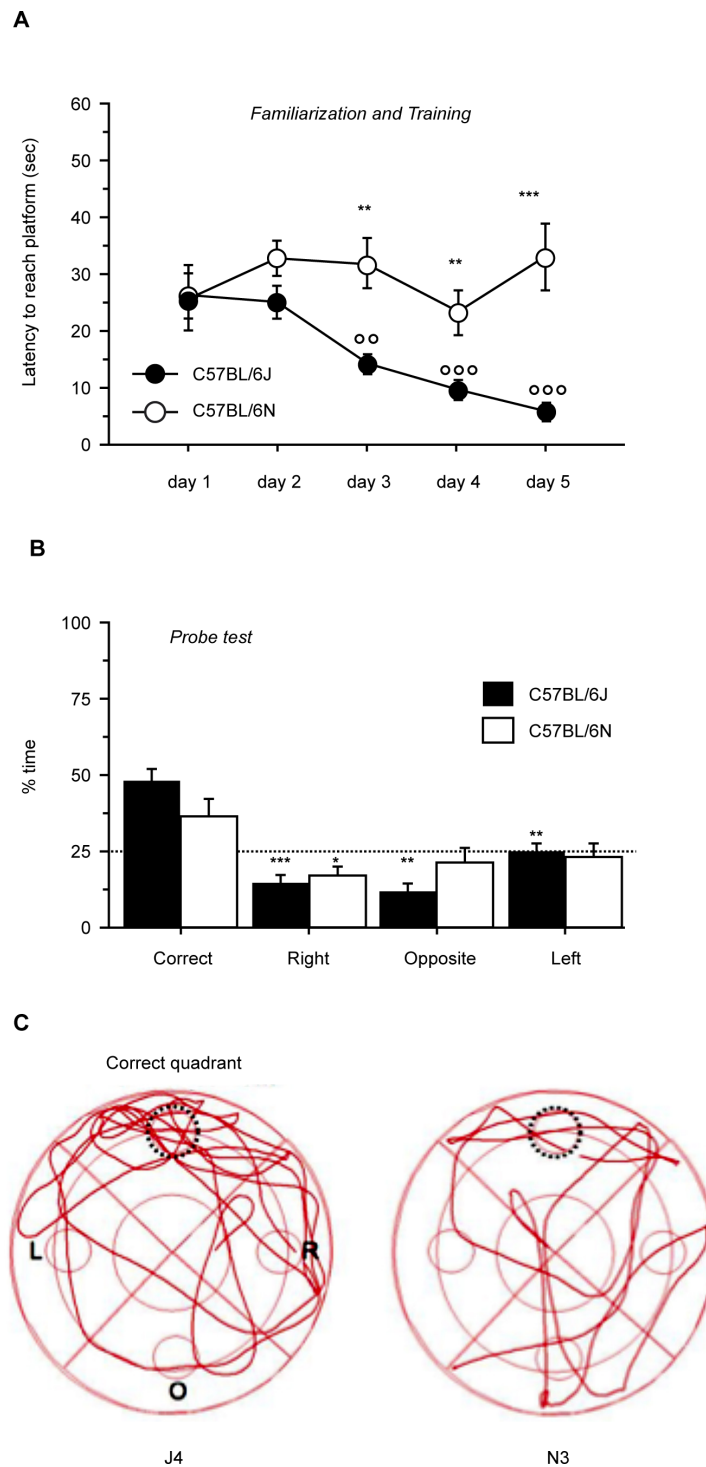 A
Familiarization and Training
Latency to reach platform (sec)
60
50
40
30
20
10
0
**
**
***
°°
°°°
°°°
C57BL/6J
C57BL/6N
day 1
day 2
day 3
day 4
day 5
B
Probe test
% time
100
75
50
25
0
C57BL/6J
C57BL/6N
***
*
**
**
Correct
Right
Opposite
Left
C
Correct quadrant
L
R
O
J4
N3